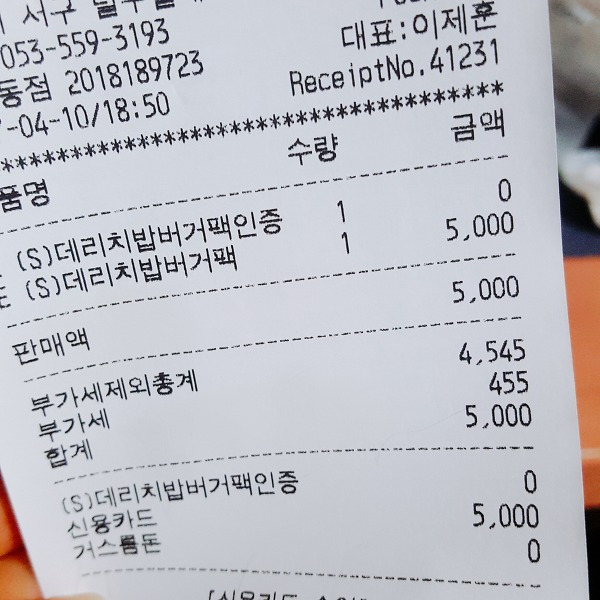 서구
053-559-3193
대표:이제훈
동점 2018189723
ReceiptNo.41231
-04-10/18:50
품명 수량 금액
(S)데리치밥버거팩인증 1 0
(S)데리치밥버거팩 1 5,000
판매액 5,000
부가세제외총계 4,545
부가세 455
합계 5,000
(S)데리치밥버거팩인증 0
신용카드 5,000
거스름돈 0